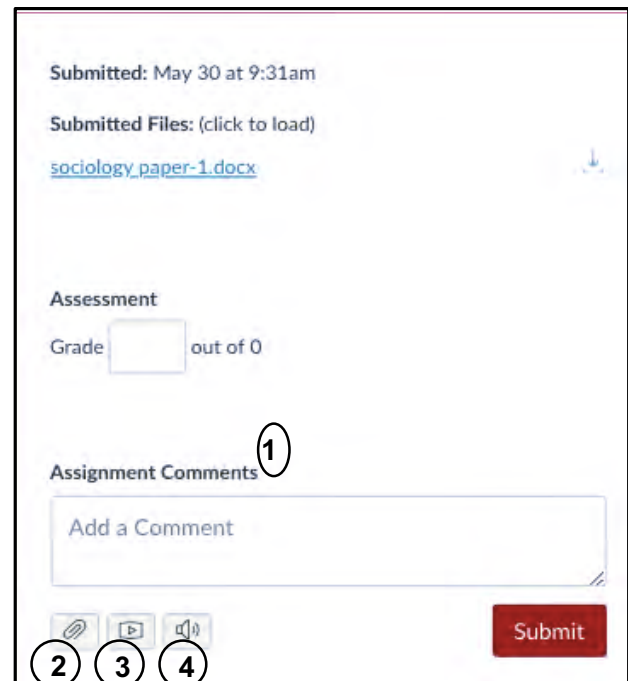 Submitted: May 30 at 9:31am
Submitted Files: (click to load)
sociology paper-1.docx
Assessment
Grade out of 0
1
Assignment Comments
Add a Comment
Submit
2 3 4